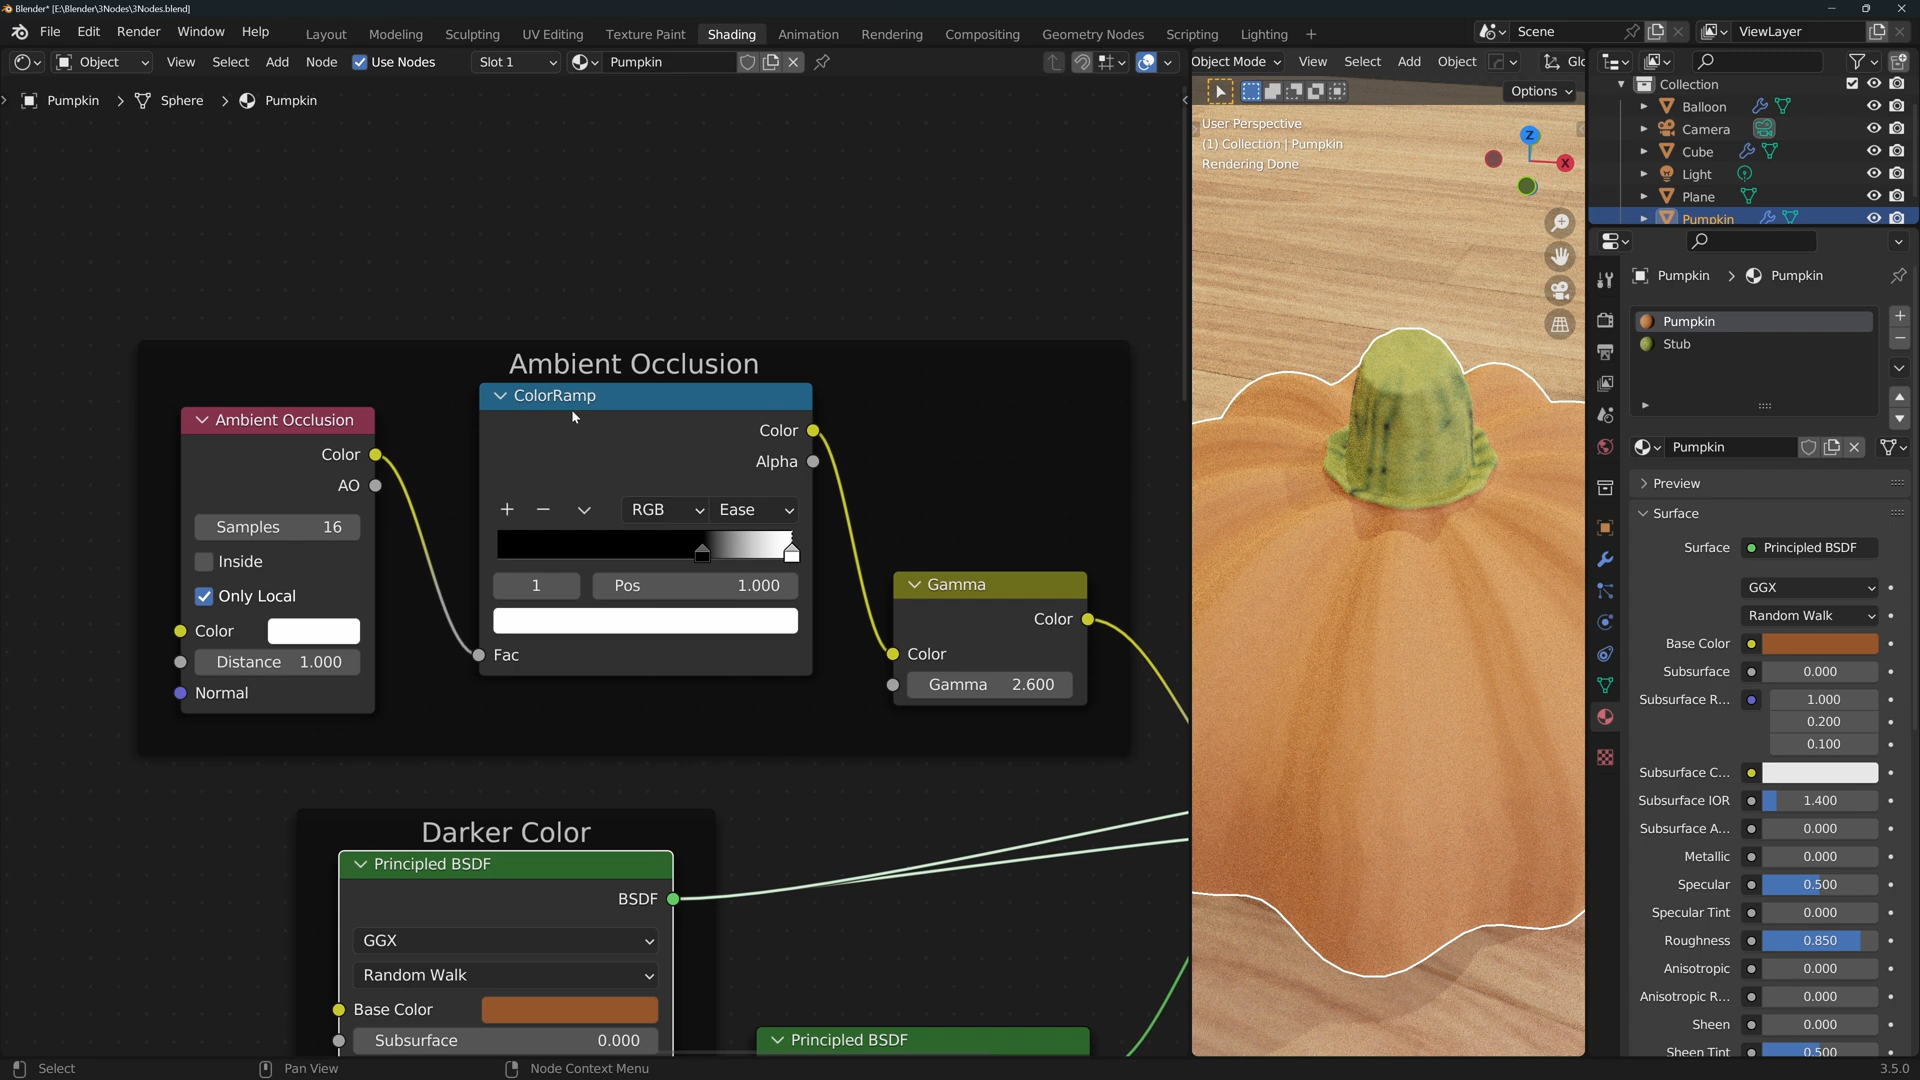 Blender* [E:\Blender\3Nodes\3Nodes.blend]
File Edit Render Window Help
Layout Modeling Sculpting UV Editing Texture Paint Shading Animation Rendering Compositing Geometry Nodes Scripting Lighting +
Scene
ViewLayer
Object View Select Add Node Use Nodes Slot 1 Pumpkin
Pumpkin > Sphere > Pumpkin
Object Mode View Select Add Object Glo
Options
User Perspective
(1) Collection | Pumpkin
Rendering Done
Z
X
Ambient Occlusion
Ambient Occlusion
Color
AO
Samples 16
Inside
Only Local
Color
Distance 1.000
Normal
ColorRamp
Color
Alpha
RGB Ease
1 Pos 1.000
Fac
Gamma
Color
Color
Gamma 2.600
Darker Color
Principled BSDF
BSDF
GGX
Random Walk
Base Color
Subsurface 0.000
Principled BSDF
Collection
Balloon
Camera
Cube
Light
Plane
Pumpkin
Pumpkin > Pumpkin
Pumpkin
Stub
Pumpkin
Preview
Surface
Surface Principled BSDF
GGX
Random Walk
Base Color
Subsurface 0.000
Subsurface R... 1.000
0.200
0.100
Subsurface C...
Subsurface IOR 1.400
Subsurface A... 0.000
Metallic 0.000
Specular 0.500
Specular Tint 0.000
Roughness 0.850
Anisotropic 0.000
Anisotropic R... 0.000
Sheen 0.000
Sheen Tint 0.500
Select Pan View Node Context Menu 3.5.0